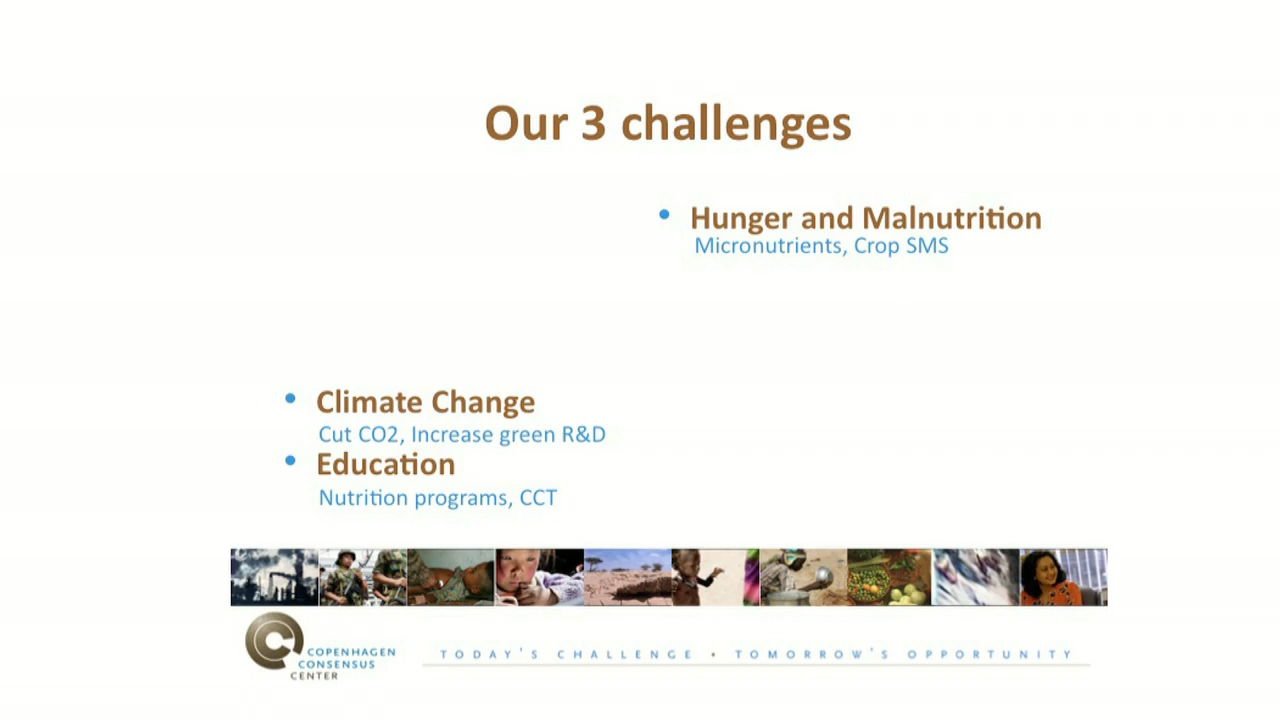 Our 3 challenges
• Hunger and Malnutrition
Micronutrients, Crop SMS
• Climate Change
Cut CO2, Increase green R&D
• Education
Nutrition programs, CCT
COPENHAGEN
CONSENSUS
CENTER
TODAY'S CHALLENGE • TOMORROW'S OPPORTUNITY